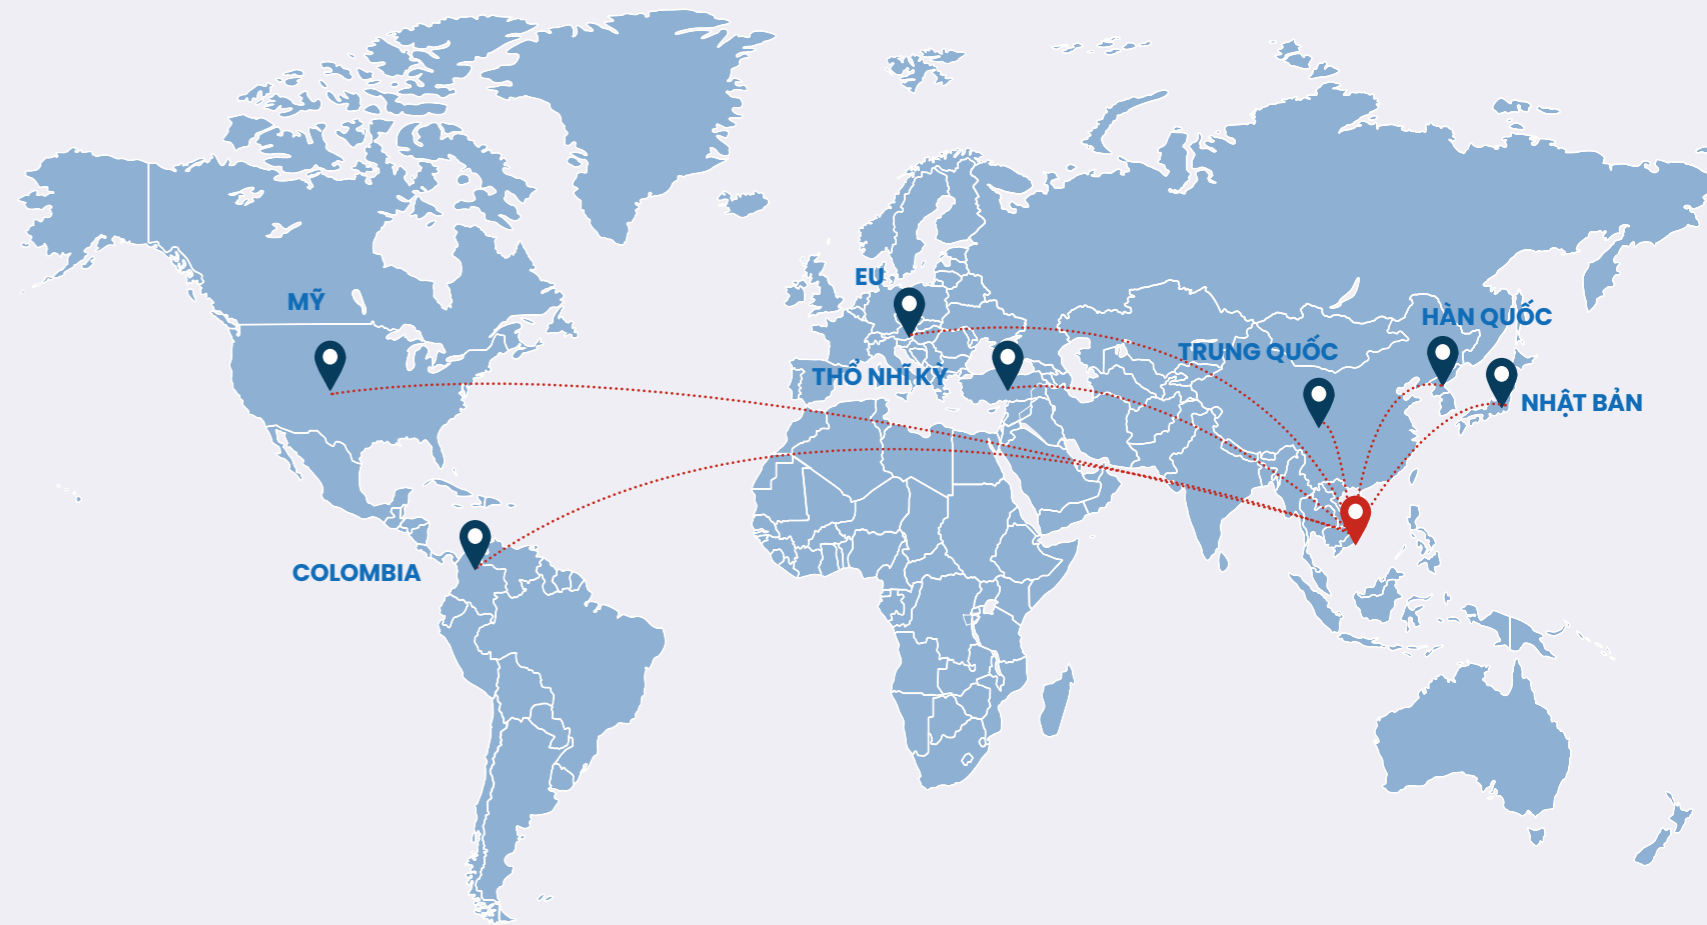 EU
MỸ
HÀN QUỐC
TRUNG QUỐC
THỔ NHĨ KỲ
NHẬT BẢN
COLOMBIA